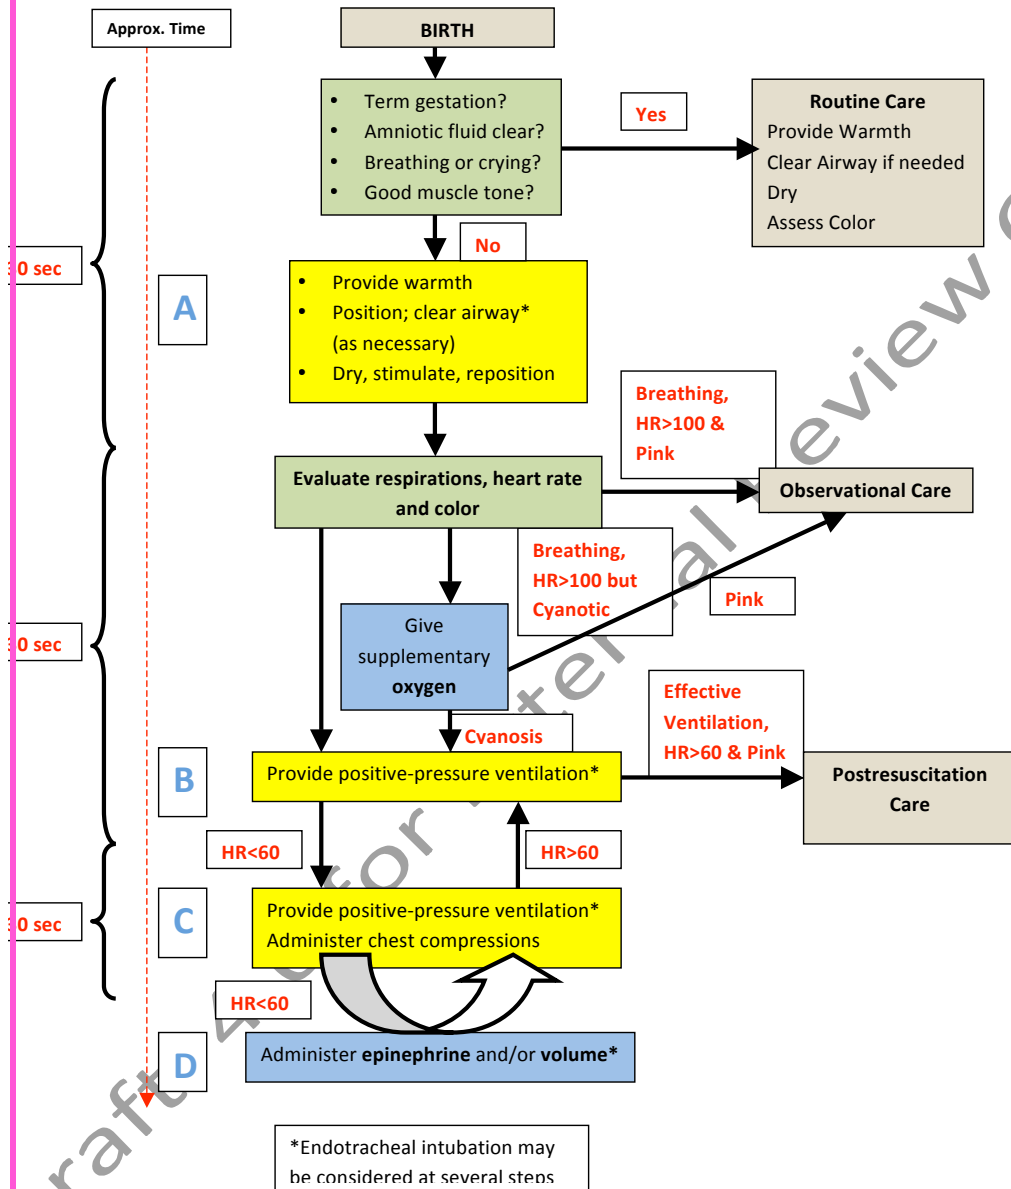 Approx. Time
BIRTH
• Term gestation?
• Amniotic fluid clear?
• Breathing or crying?
• Good muscle tone?
Yes
Routine Care
Provide Warmth
Clear Airway if needed
Dry
Assess Color
No
0 sec
A
• Provide warmth
• Position; clear airway*
(as necessary)
• Dry, stimulate, reposition
Breathing,
HR>100 &
Pink
Evaluate respirations, heart rate
and color
Observational Care
Breathing,
HR>100 but
Cyanotic
Pink
Give
supplementary
oxygen
0 sec
Effective
Ventilation,
HR>60 & Pink
Cyanosis
B
Provide positive-pressure ventilation*
Postresuscitation
Care
HR<60
HR>60
0 sec
C
Provide positive-pressure ventilation*
Administer chest compressions
HR<60
D
Administer epinephrine and/or volume*
*Endotracheal intubation may
be considered at several steps